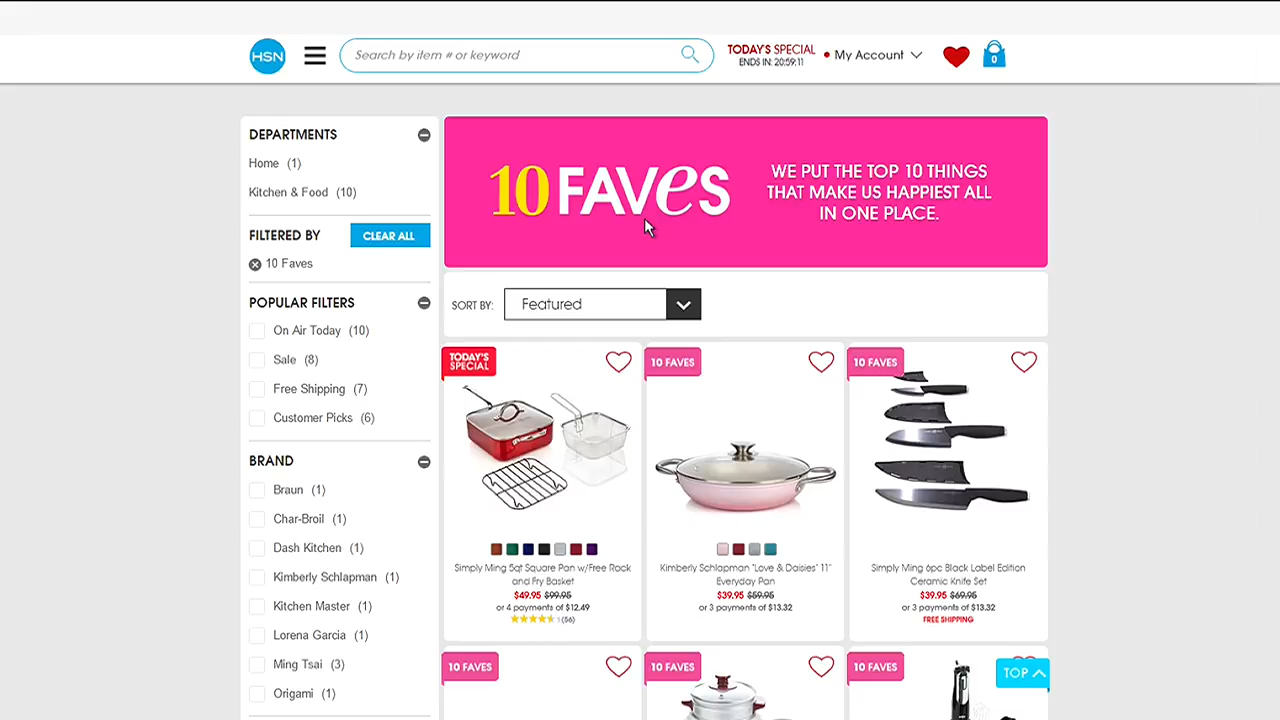 HSN
Search by item # or keyword
TODAY'S SPECIAL
ENDS IN: 20:59:11
My Account
0
DEPARTMENTS
Home (1)
Kitchen & Food (10)
FILTERED BY
CLEAR ALL
10 Faves
POPULAR FILTERS
On Air Today (10)
Sale (8)
Free Shipping (7)
Customer Picks (6)
BRAND
Braun (1)
Char-Broil (1)
Dash Kitchen (1)
Kimberly Schlapman (1)
Kitchen Master (1)
Lorena Garcia (1)
Ming Tsai (3)
Origami (1)
10 FAVeS
WE PUT THE TOP 10 THINGS
THAT MAKE US HAPPIEST ALL
IN ONE PLACE.
SORT BY:
Featured
TODAY'S
SPECIAL
Simply Ming 5qt Square Pan w/Free Rack
and Fry Basket
$49.95 $99.95
or 4 payments of $12.49
(56)
10 FAVES
Kimberly Schlapman "Love & Daisies" 11"
Everyday Pan
$39.95 $59.95
or 3 payments of $13.32
10 FAVES
Simply Ming 6pc Black Label Edition
Ceramic Knife Set
$39.95 $69.95
or 3 payments of $13.32
FREE SHIPPING
10 FAVES
10 FAVES
10 FAVES
TOP